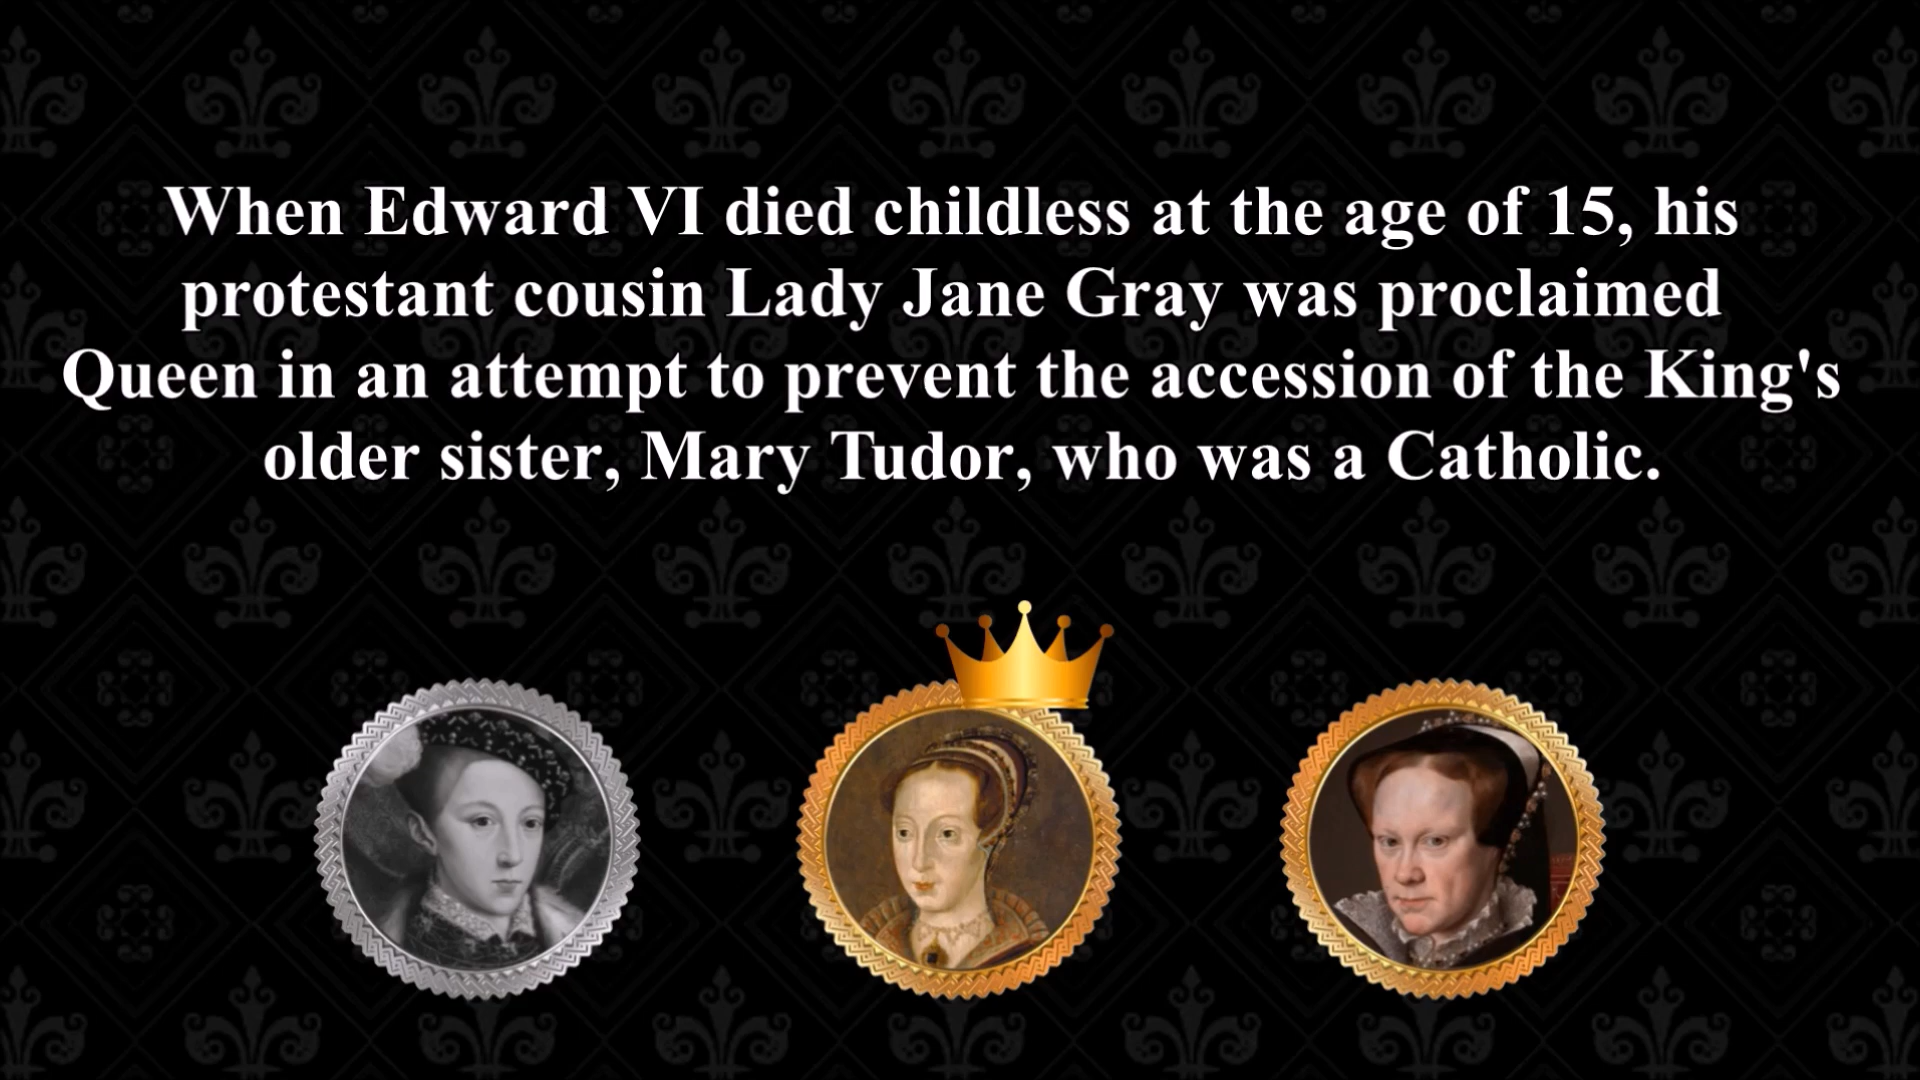 When Edward VI died childless at the age of 15, his
protestant cousin Lady Jane Gray was proclaimed
Queen in an attempt to prevent the accession of the King's
older sister, Mary Tudor, who was a Catholic.